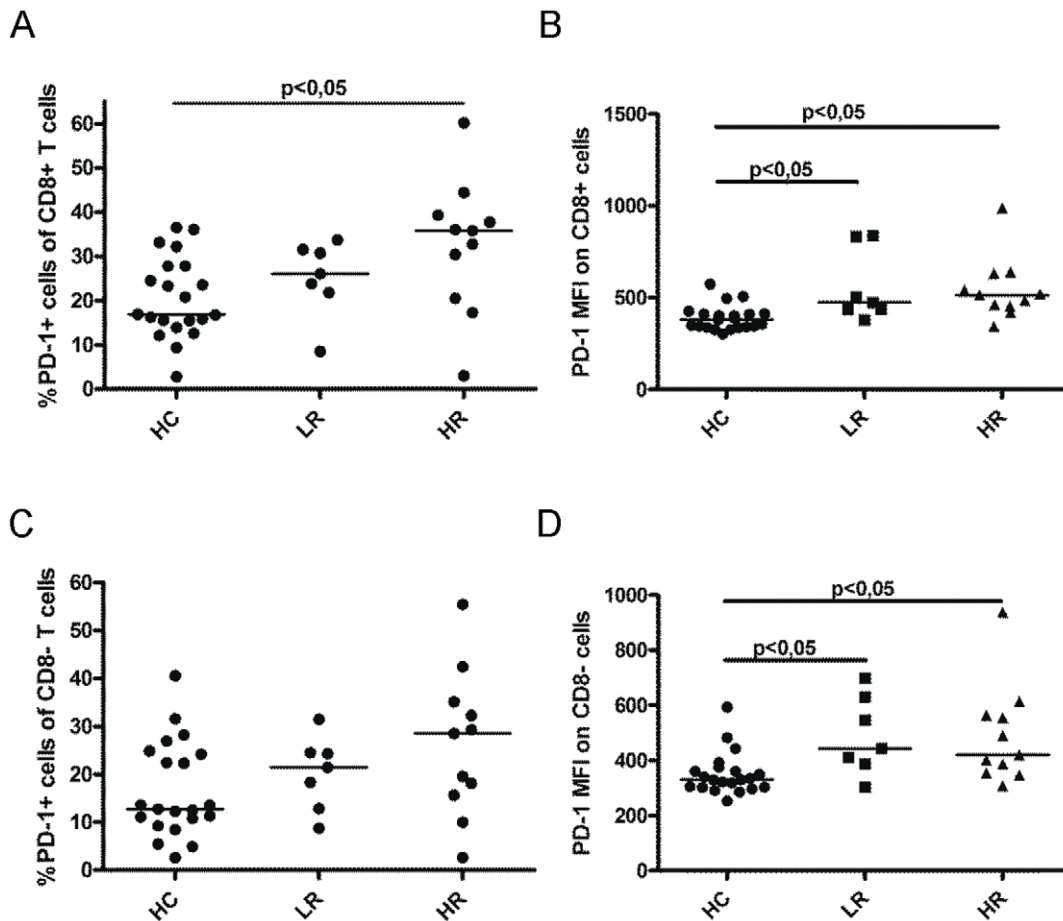 A
p<0,05
%PD-1+ cells of CD8+ T cells
60
50
40
30
20
10
0
HC
LR
HR
B
p<0,05
p<0,05
PD-1 MFI on CD8+ cells
1500
1000
500
0
HC
LR
HR
C
%PD-1+ cells of CD8- T cells
60
50
40
30
20
10
0
HC
LR
HR
D
p<0,05
p<0,05
PD-1 MFI on CD8- cells
1000
800
600
400
200
0
HC
LR
HR